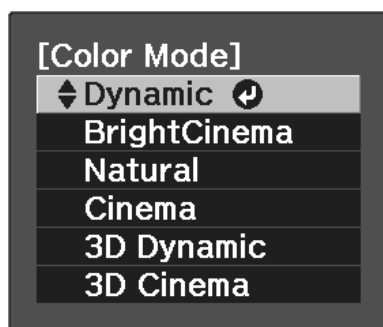 [Color Mode]
Dynamic
BrightCinema
Natural
Cinema
3D Dynamic
3D Cinema